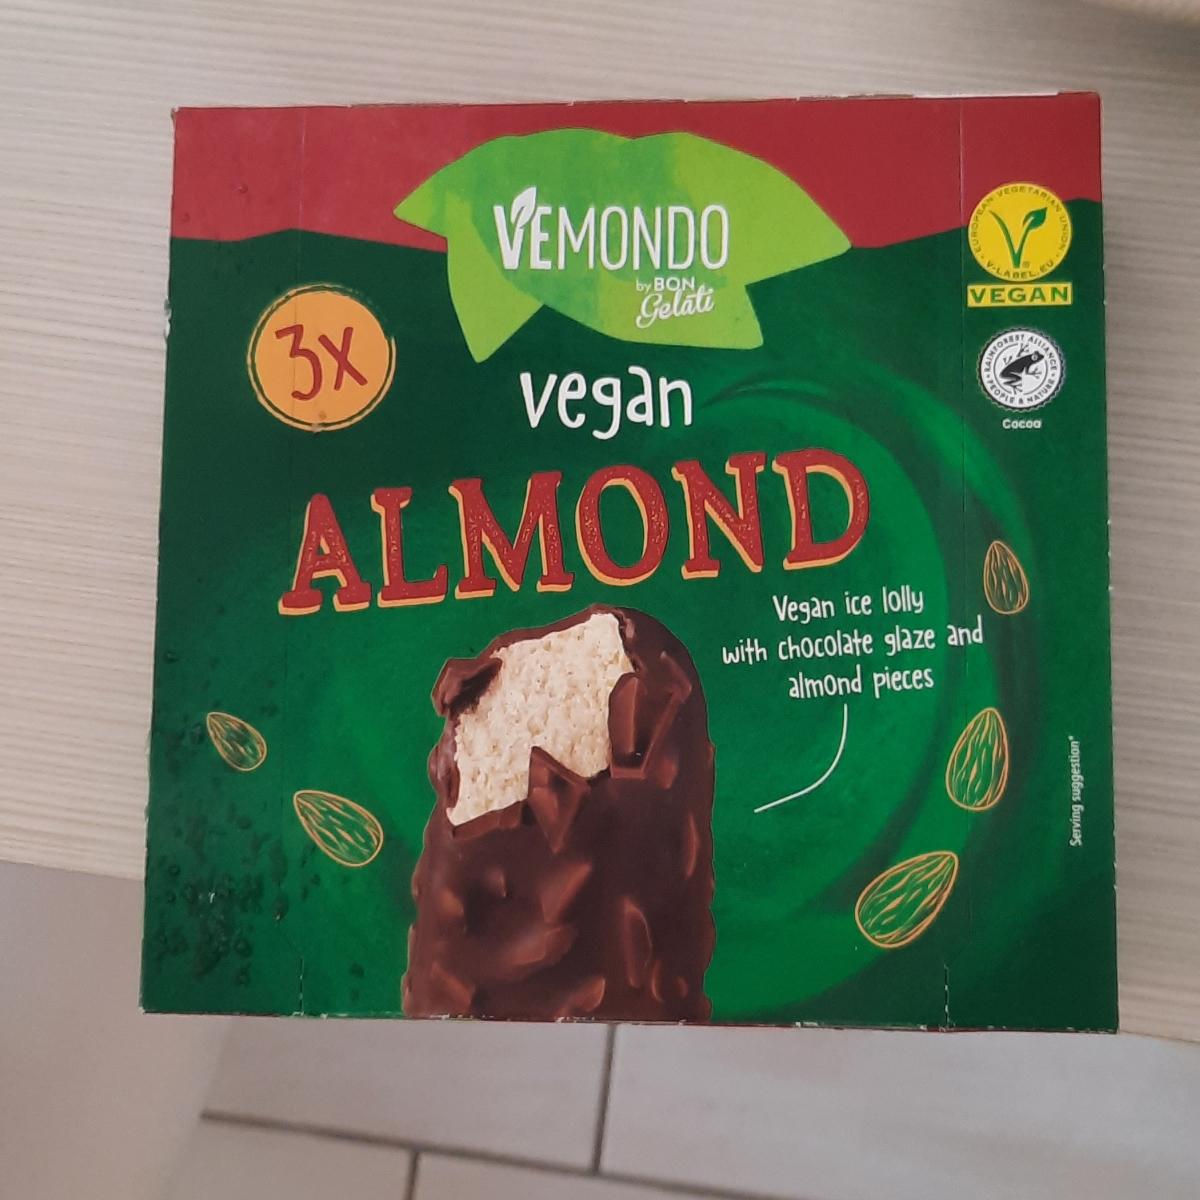 VEMONDO
by BON
Gelati
EUROPEAN VEGETARIAN UNION
V-LABEL.EU
VEGAN
3x
RAINFOREST ALLIANCE
PEOPLE & NATURE
Cocoa
vegan
ALMOND
Vegan ice lolly
with chocolate glaze and
almond pieces
Serving suggestion*